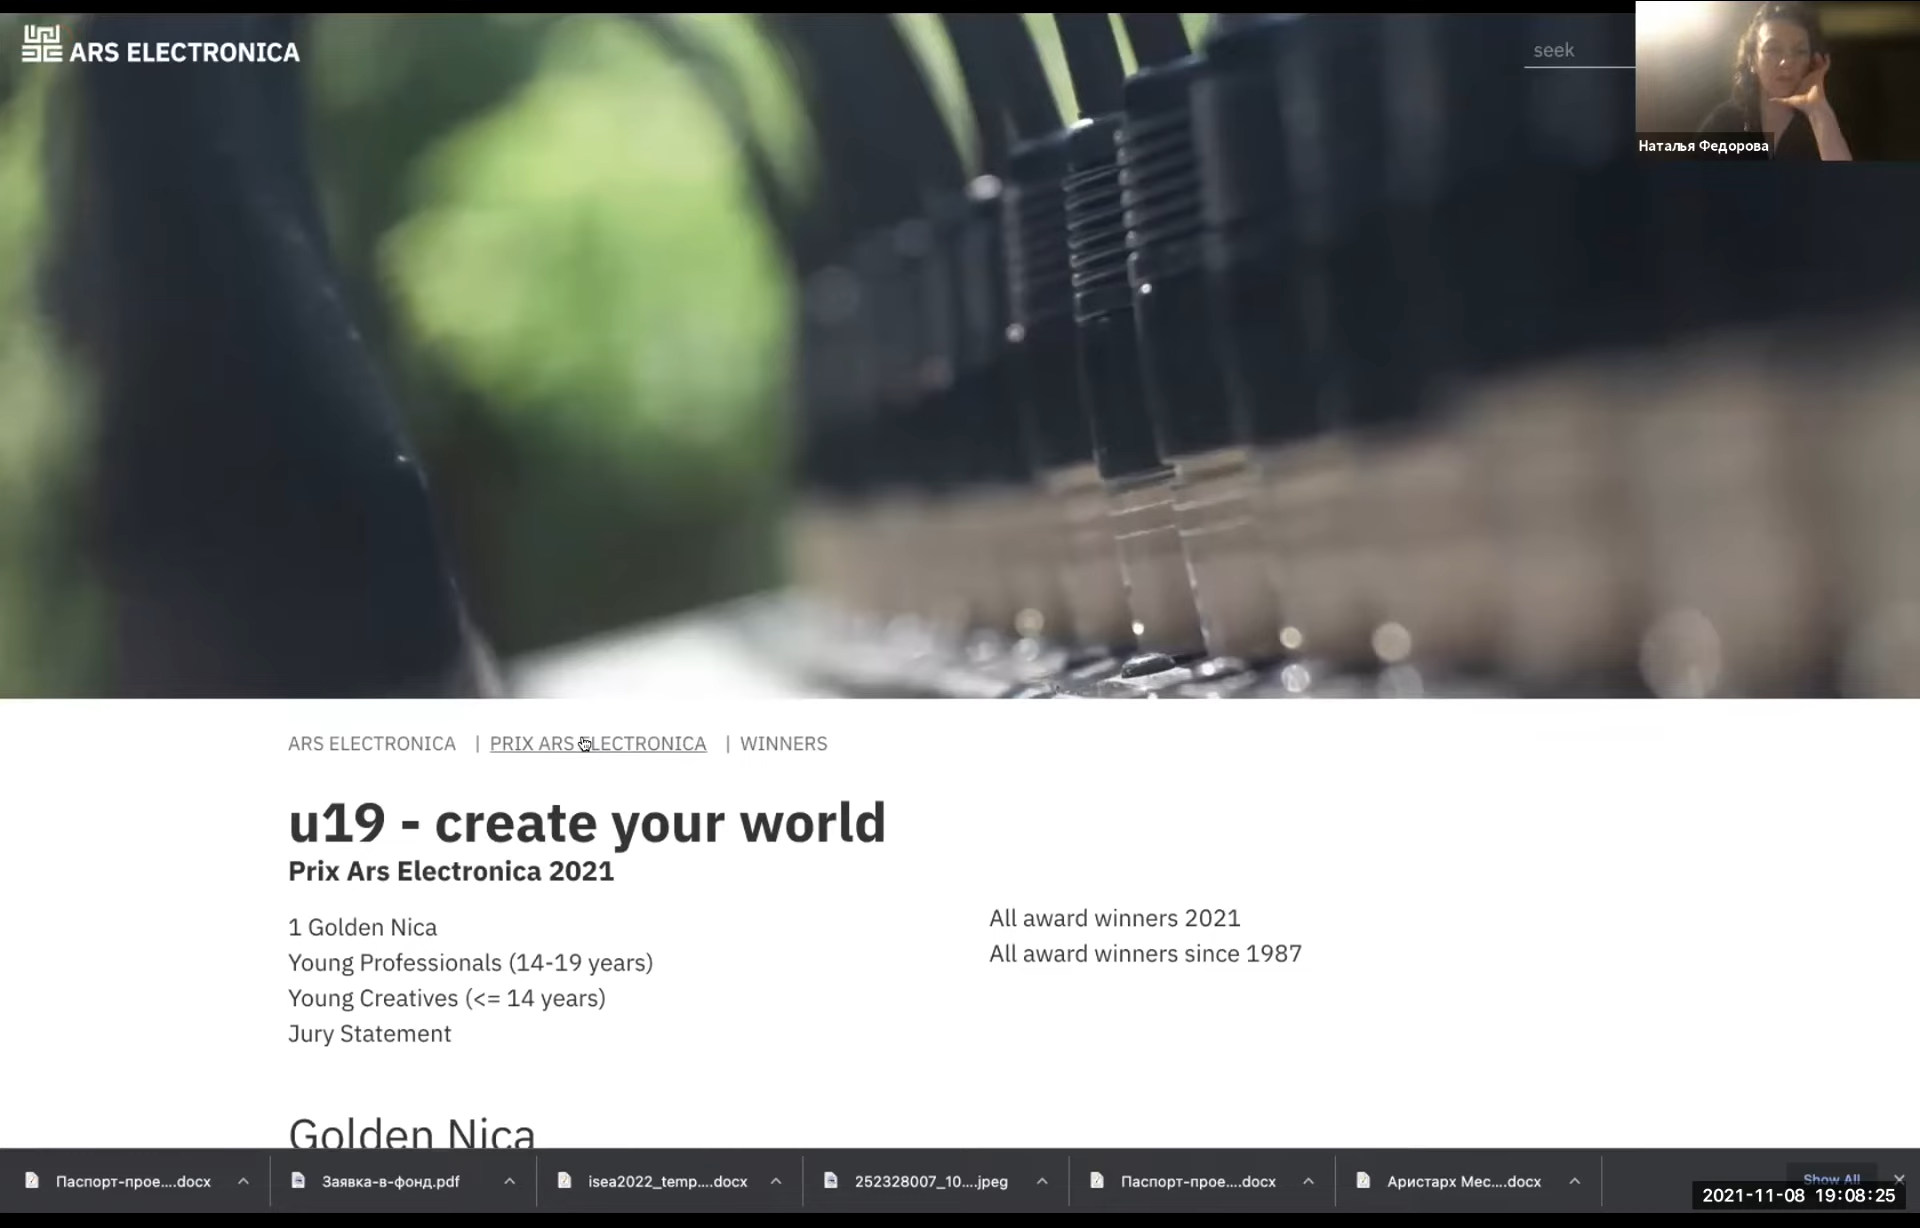 ARS ELECTRONICA
seek
Наталья Федорова
ARS ELECTRONICA | PRIX ARS ELECTRONICA | WINNERS
u19 - create your world
Prix Ars Electronica 2021
1 Golden Nica
Young Professionals (14-19 years)
Young Creatives (<= 14 years)
Jury Statement
All award winners 2021
All award winners since 1987
Golden Nica
Паспорт-прое....docx
Заявка-в-фонд.pdf
isea2022_temp....docx
252328007_10....jpeg
Паспорт-прое....docx
Аристарх Мес....docx
Show All
2021-11-08 19:08:25